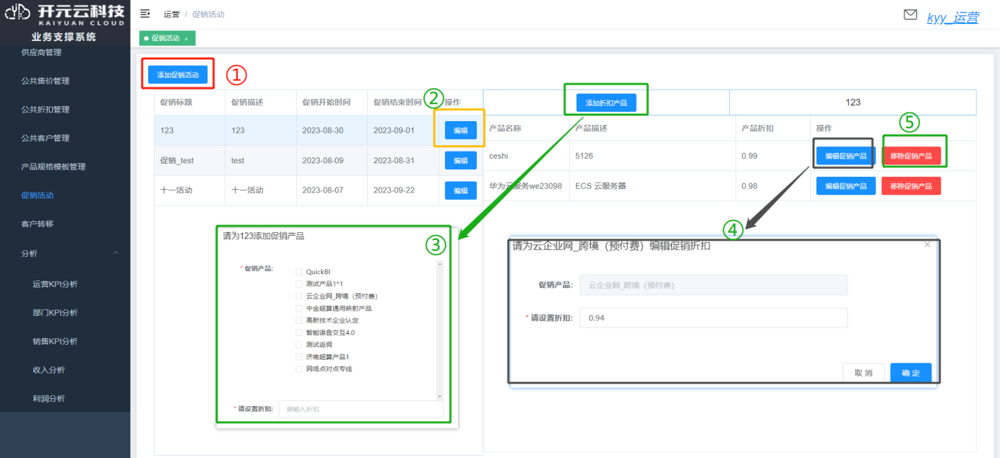 开元云科技
KAIYUAN CLOUD
业务支撑系统
供应商管理
公共售价管理
公共折扣管理
公共客户管理
产品规格模板管理
促销活动
客户转移
分析
运营KPI分析
部门KPI分析
销售KPI分析
收入分析
利润分析
运营 / 促销活动
kyy_运营
促销活动 ×
添加促销活动
①
促销标题 促销描述 促销开始时间 促销结束时间 操作
②
123 123 2023-08-30 2023-09-01 编辑
促销_test test 2023-08-09 2023-08-31 编辑
十一活动 十一活动 2023-08-07 2023-09-22 编辑
添加折扣产品 123
产品名称 产品描述 产品折扣 操作
⑤
ceshi 5126 0.99 编辑促销产品 移除促销产品
华为云服务we23098 ECS 云服务器 0.98 编辑促销产品 移除促销产品
请为123添加促销产品
③
* 促销产品:
QuickBI
测试产品1*1
云企业网_跨境（预付费）
中金超算通用映射产品
高新技术企业认定
智能语音交互4.0
测试返佣
济南超算产品1
网络点对点专线
* 请设置折扣: 请输入折扣
④
请为云企业网_跨境（预付费）编辑促销折扣 ×
促销产品: 云企业网_跨境（预付费）
* 请设置折扣: 0.94
取 消 确 定